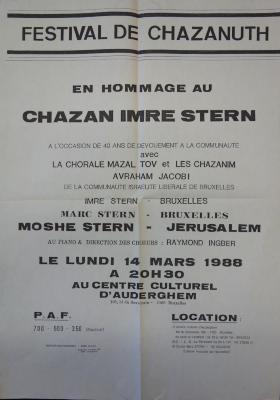 FESTIVAL DE CHAZANUTH
EN HOMMAGE AU
CHAZAN IMRE STERN
A L'OCCASION DE 40 ANS DE DEVOUEMENT A LA COMMUNAUTE
avec
LA CHORALE MAZAL TOV et LES CHAZANIM
AVRAHAM JACOBI
DE LA COMMUNAUTE ISRAELITE LIBERALE DE BRUXELLES
IMRE STERN - BRUXELLES
MARC STERN - BRUXELLES
MOSHE STERN - JERUSALEM
AU PIANO & DIRECTION DES CHOEURS : RAYMOND INGBER
LE LUNDI 14 MARS 1988
A 20H30
AU CENTRE CULTUREL
D'AUDERGHEM
P.A.F.
LOCATION :